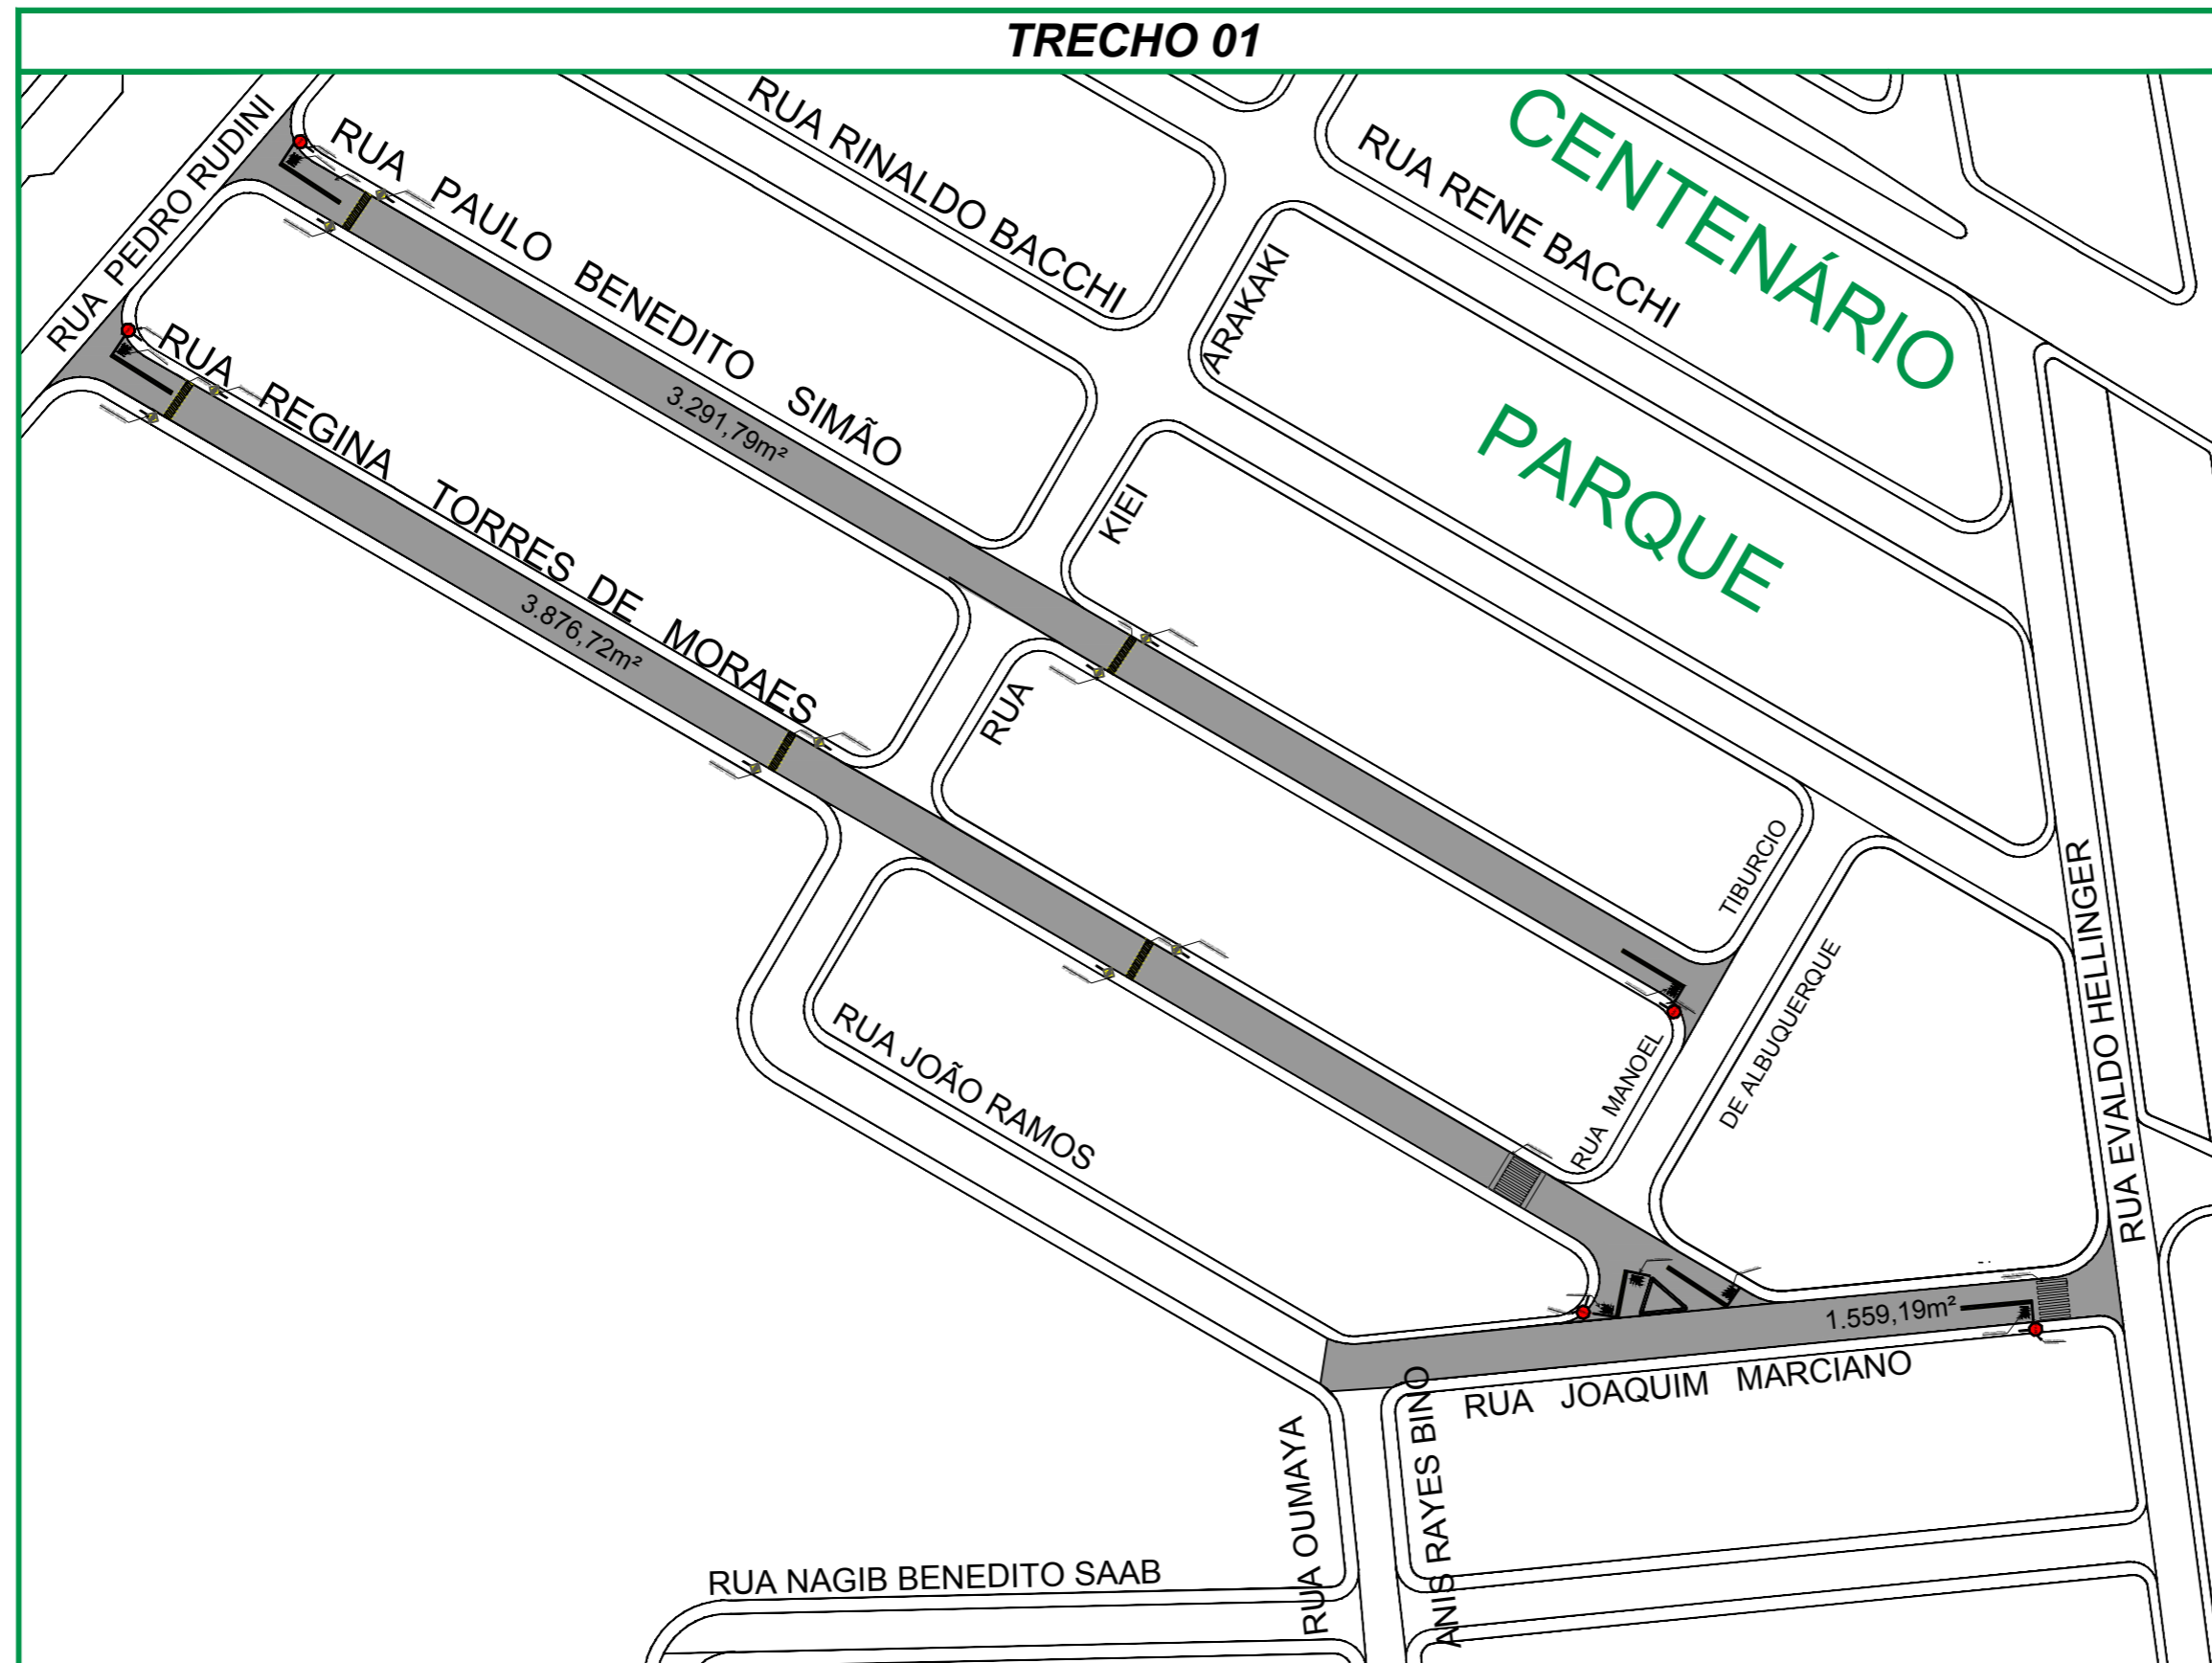 TRECHO 01
RUA PEDRO RUDINI
RUA PAULO BENEDITO SIMÃO
RUA RINALDO BACCHI
RUA RENE BACCHI
CENTENÁRIO
PARQUE
ARAKAKI
KIEI
RUA
3.291,79m²
RUA REGINA TORRES DE MORAES
3.876,72m²
TIBURCIO
RUA MANOEL
DE ALBUQUERQUE
RUA EVALDO HELLINGER
RUA JOÃO RAMOS
1.559,19m²
RUA JOAQUIM MARCIANO
RUA OUMAYA
ANIS RAYES BINO
RUA NAGIB BENEDITO SAAB